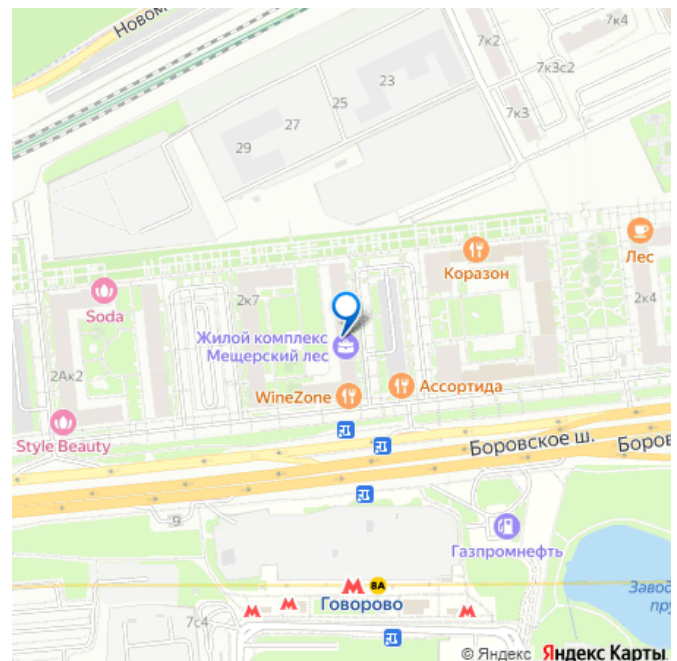 Новом
7к4
7к2
7к3с2
23
25
7к3
27
29
Коразон
Лес
2к7
2к4
Soda
Жилой комплекс
Мещерский лес
2Ак2
WineZone
Ассортида
Style Beauty
Боровское ш.
Боров
9
Газпромнефть
М
8А
Завод
пру
М
М
М
Говорово
7с4
© Яндекс Яндекс Карты